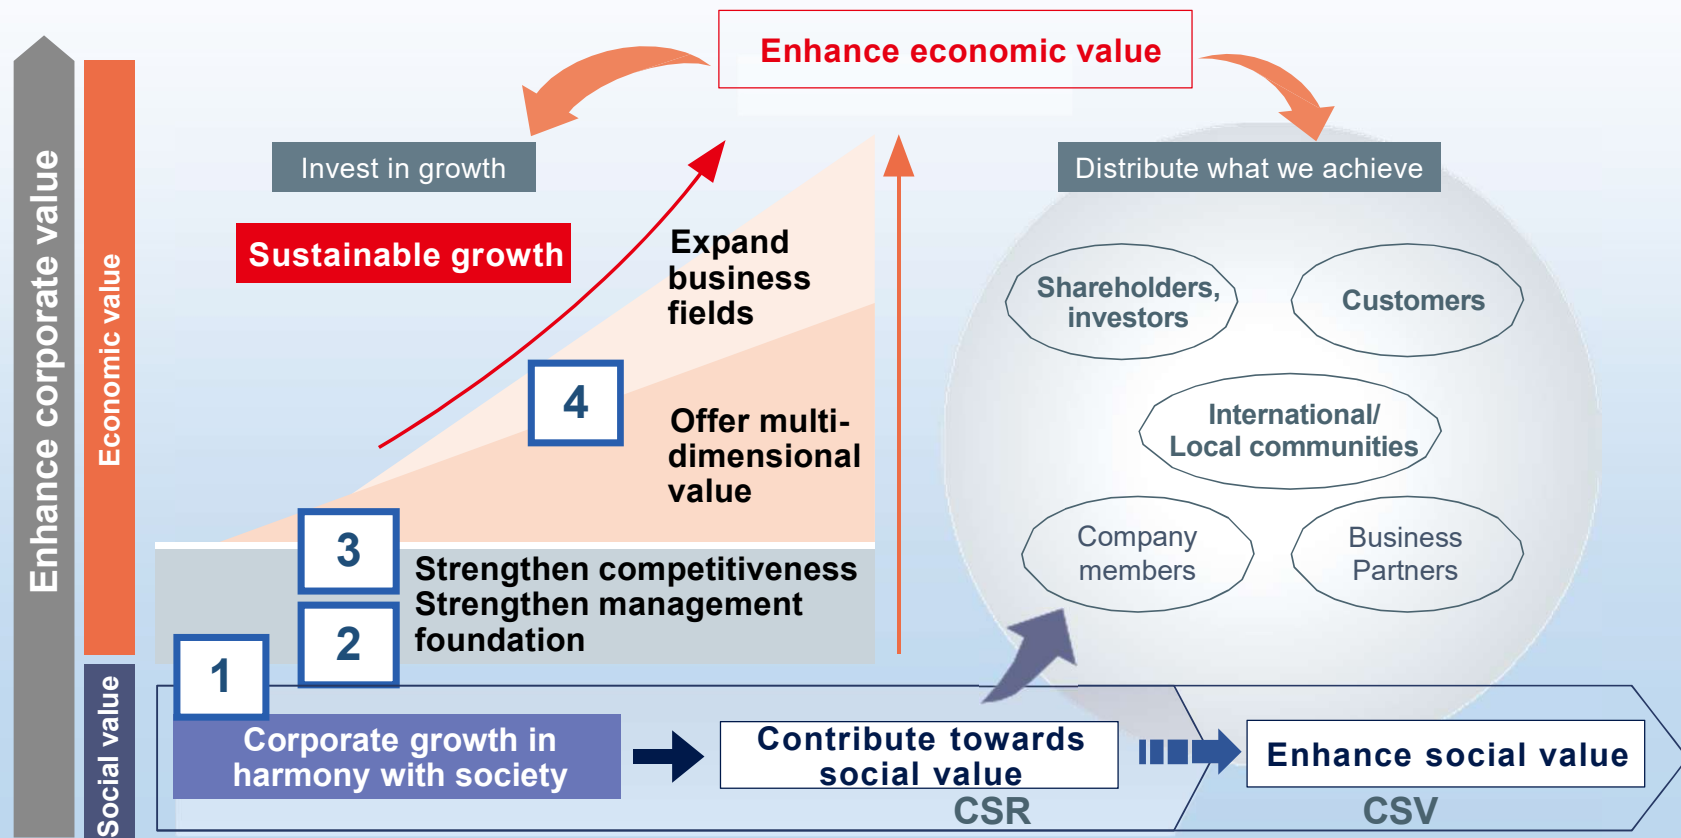 Enhance economic value
Enhance corporate value
Economic value
Social value
Invest in growth
Sustainable growth
Expand
business
fields
4
Offer multi-
dimensional
value
3
Strengthen competitiveness
2
Strengthen management
foundation
1
Corporate growth in
harmony with society
Contribute towards
social value
CSR
Enhance social value
CSV
Distribute what we achieve
Shareholders,
investors
Customers
International/
Local communities
Company
members
Business
Partners